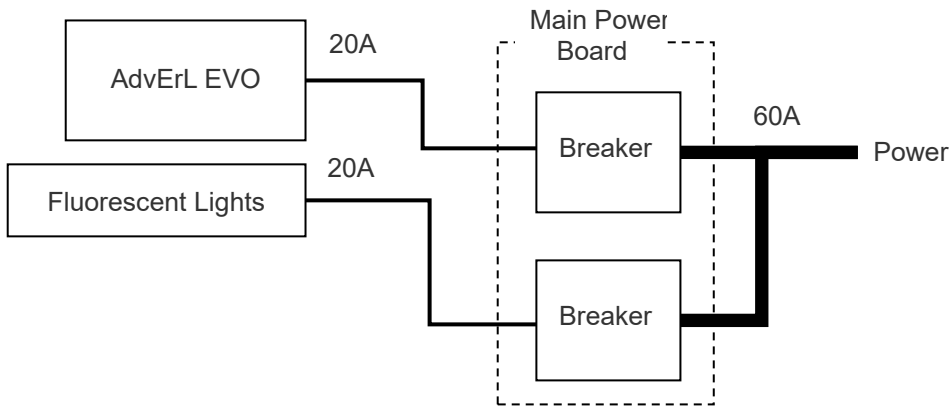 Main Power
Board
20A
AdvErL EVO
60A
Breaker
Power
20A
Fluorescent Lights
Breaker